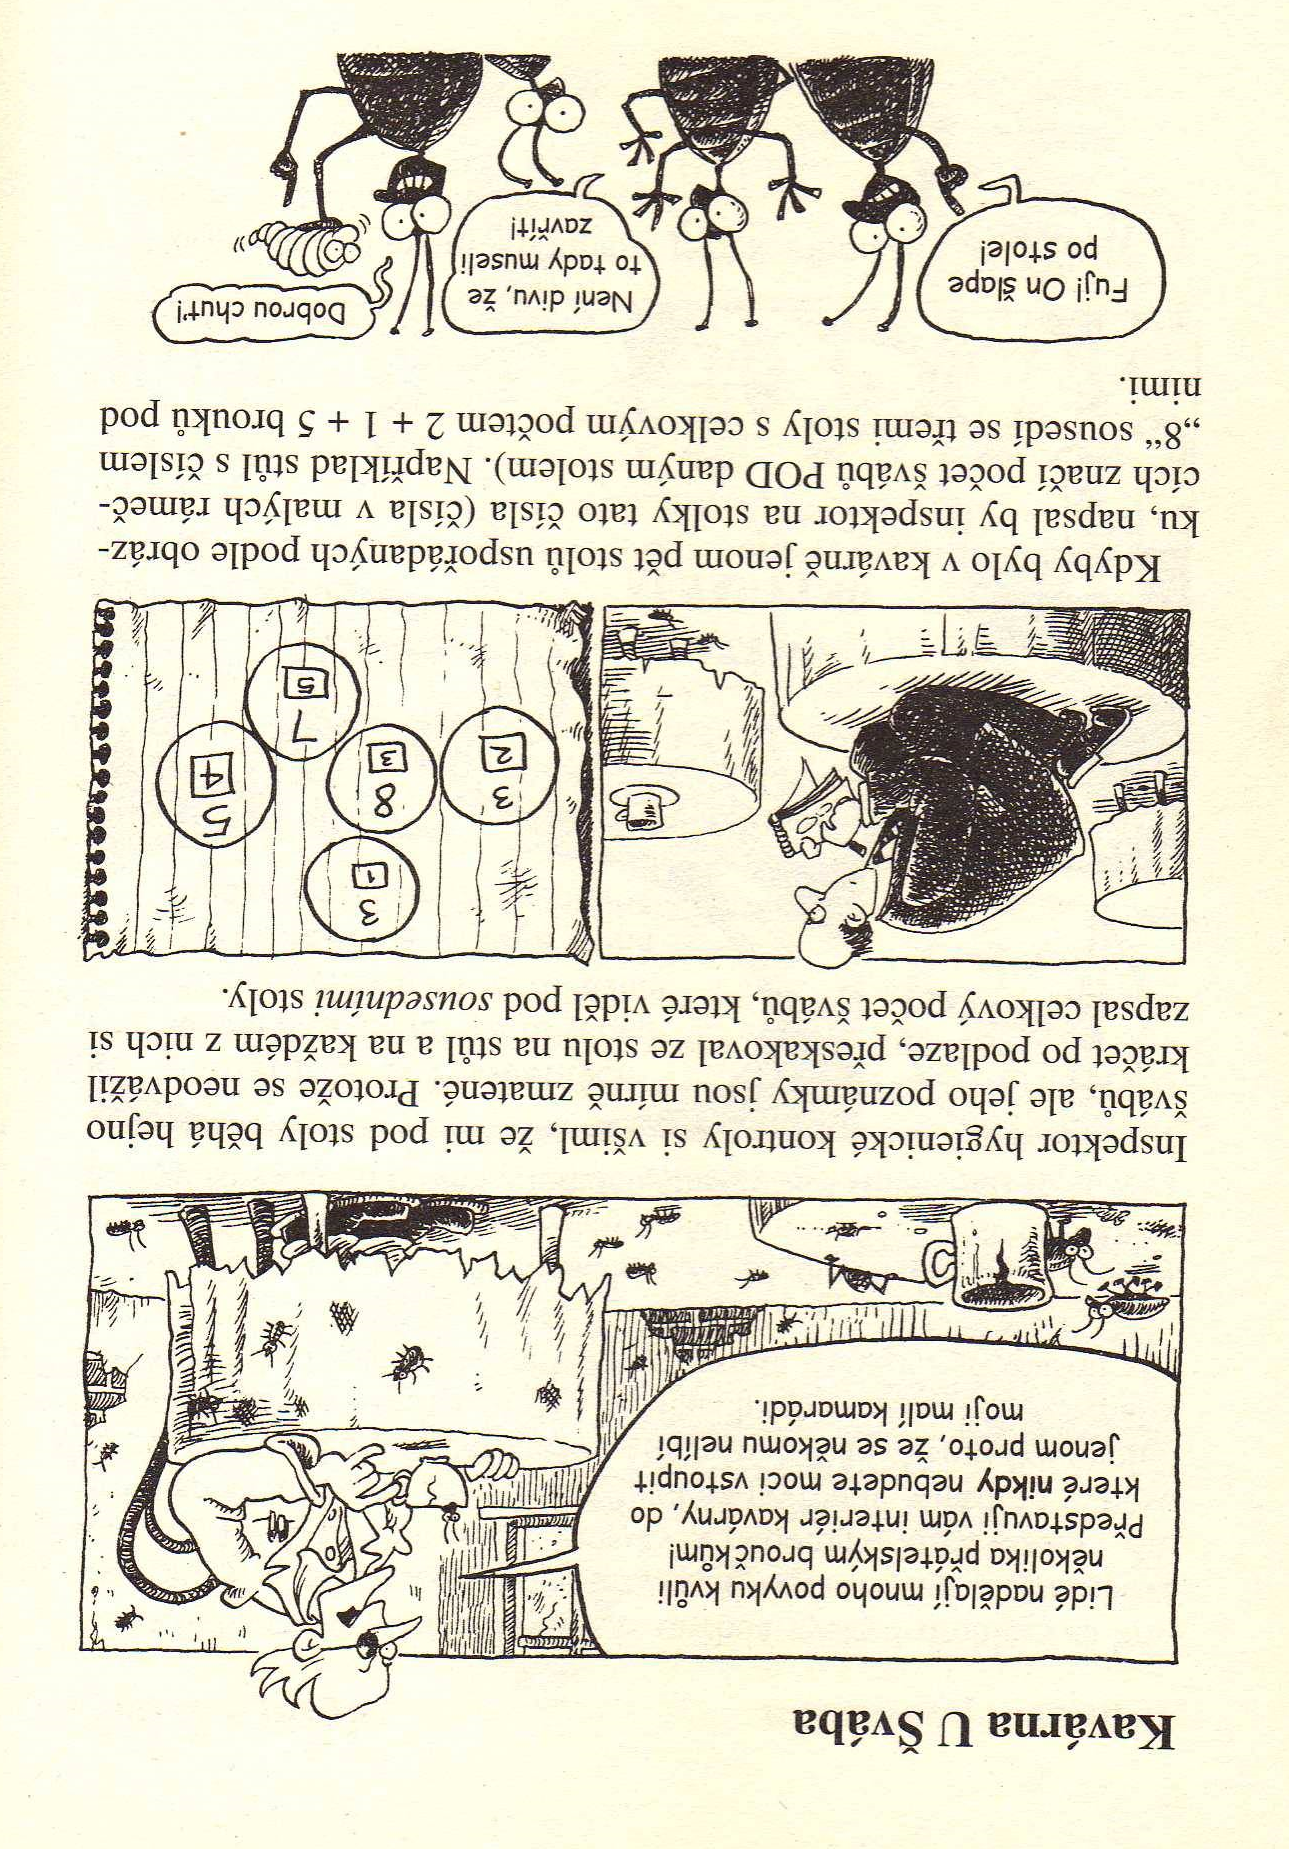 Kavárna U Švába
Lidé nadělají mnoho povyku kvůli
několika přátelským broučkům!
Představuji vám interiér kavárny, do
které nikdy nebudete moci vstoupit
jenom proto, že se někomu nelíbí
moji malí kamarádi.
Inspektor hygienické kontroly si všiml, že mi pod stoly běhá hejno
švábů, ale jeho poznámky jsou mírně zmatené. Protože se neodvážil
kráčet po podlaze, přeskakoval ze stolu na stůl a na každém z nich si
zapsal celkový počet švábů, které viděl pod sousedními stoly.
3
1
3
2
8
3
5
4
7
5
Kdyby bylo v kavárně jenom pět stolů uspořádaných podle obráz-
ku, napsal by inspektor na stolky tato čísla (čísla v malých rámeč-
cích značí počet švábů POD daným stolem). Například stůl s číslem
„8“ sousedí se třemi stoly s celkovým počtem 2 + 1 + 5 brouků pod
nimi.
Fuj! On šlape
po stole!
Není divu, že
to tady museli
zavřít!
Dobrou chuť!